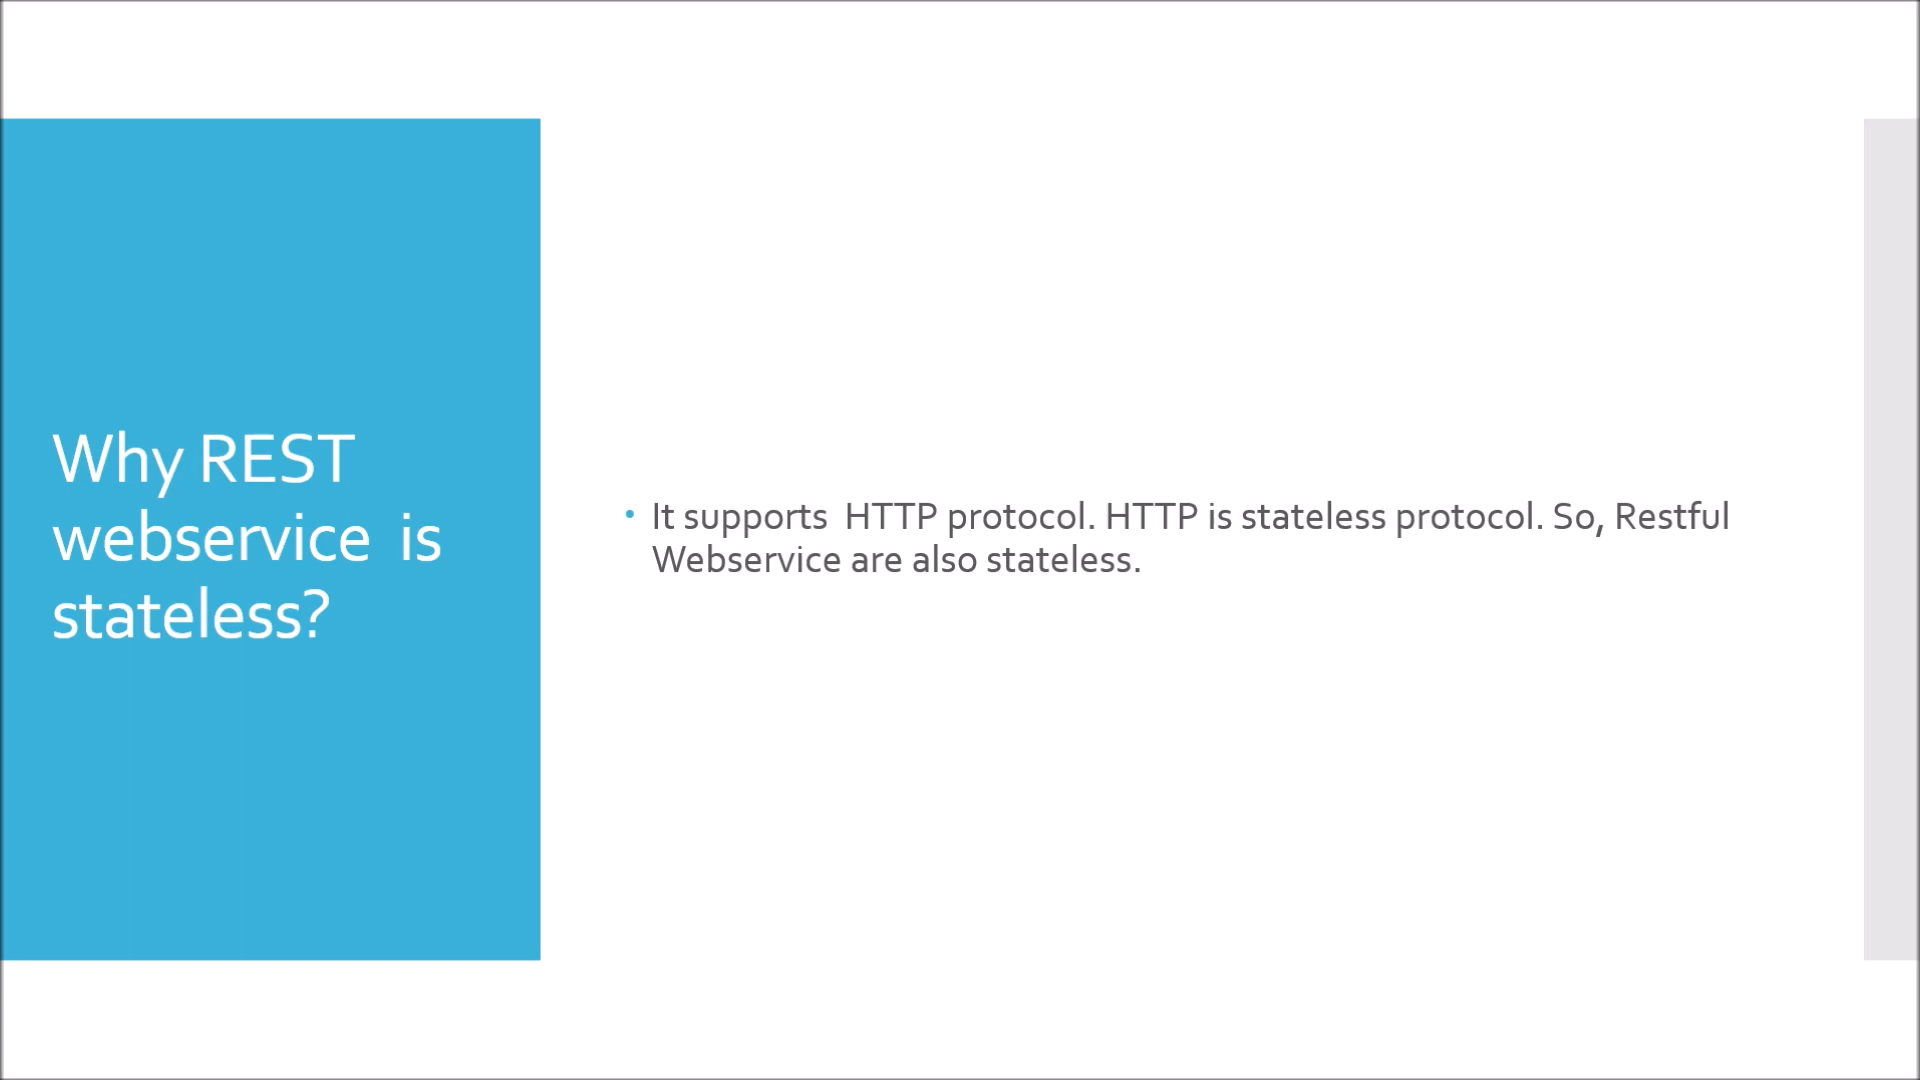 Why REST
webservice  is
stateless?
• It supports  HTTP protocol. HTTP is stateless protocol. So, Restful
Webservice are also stateless.